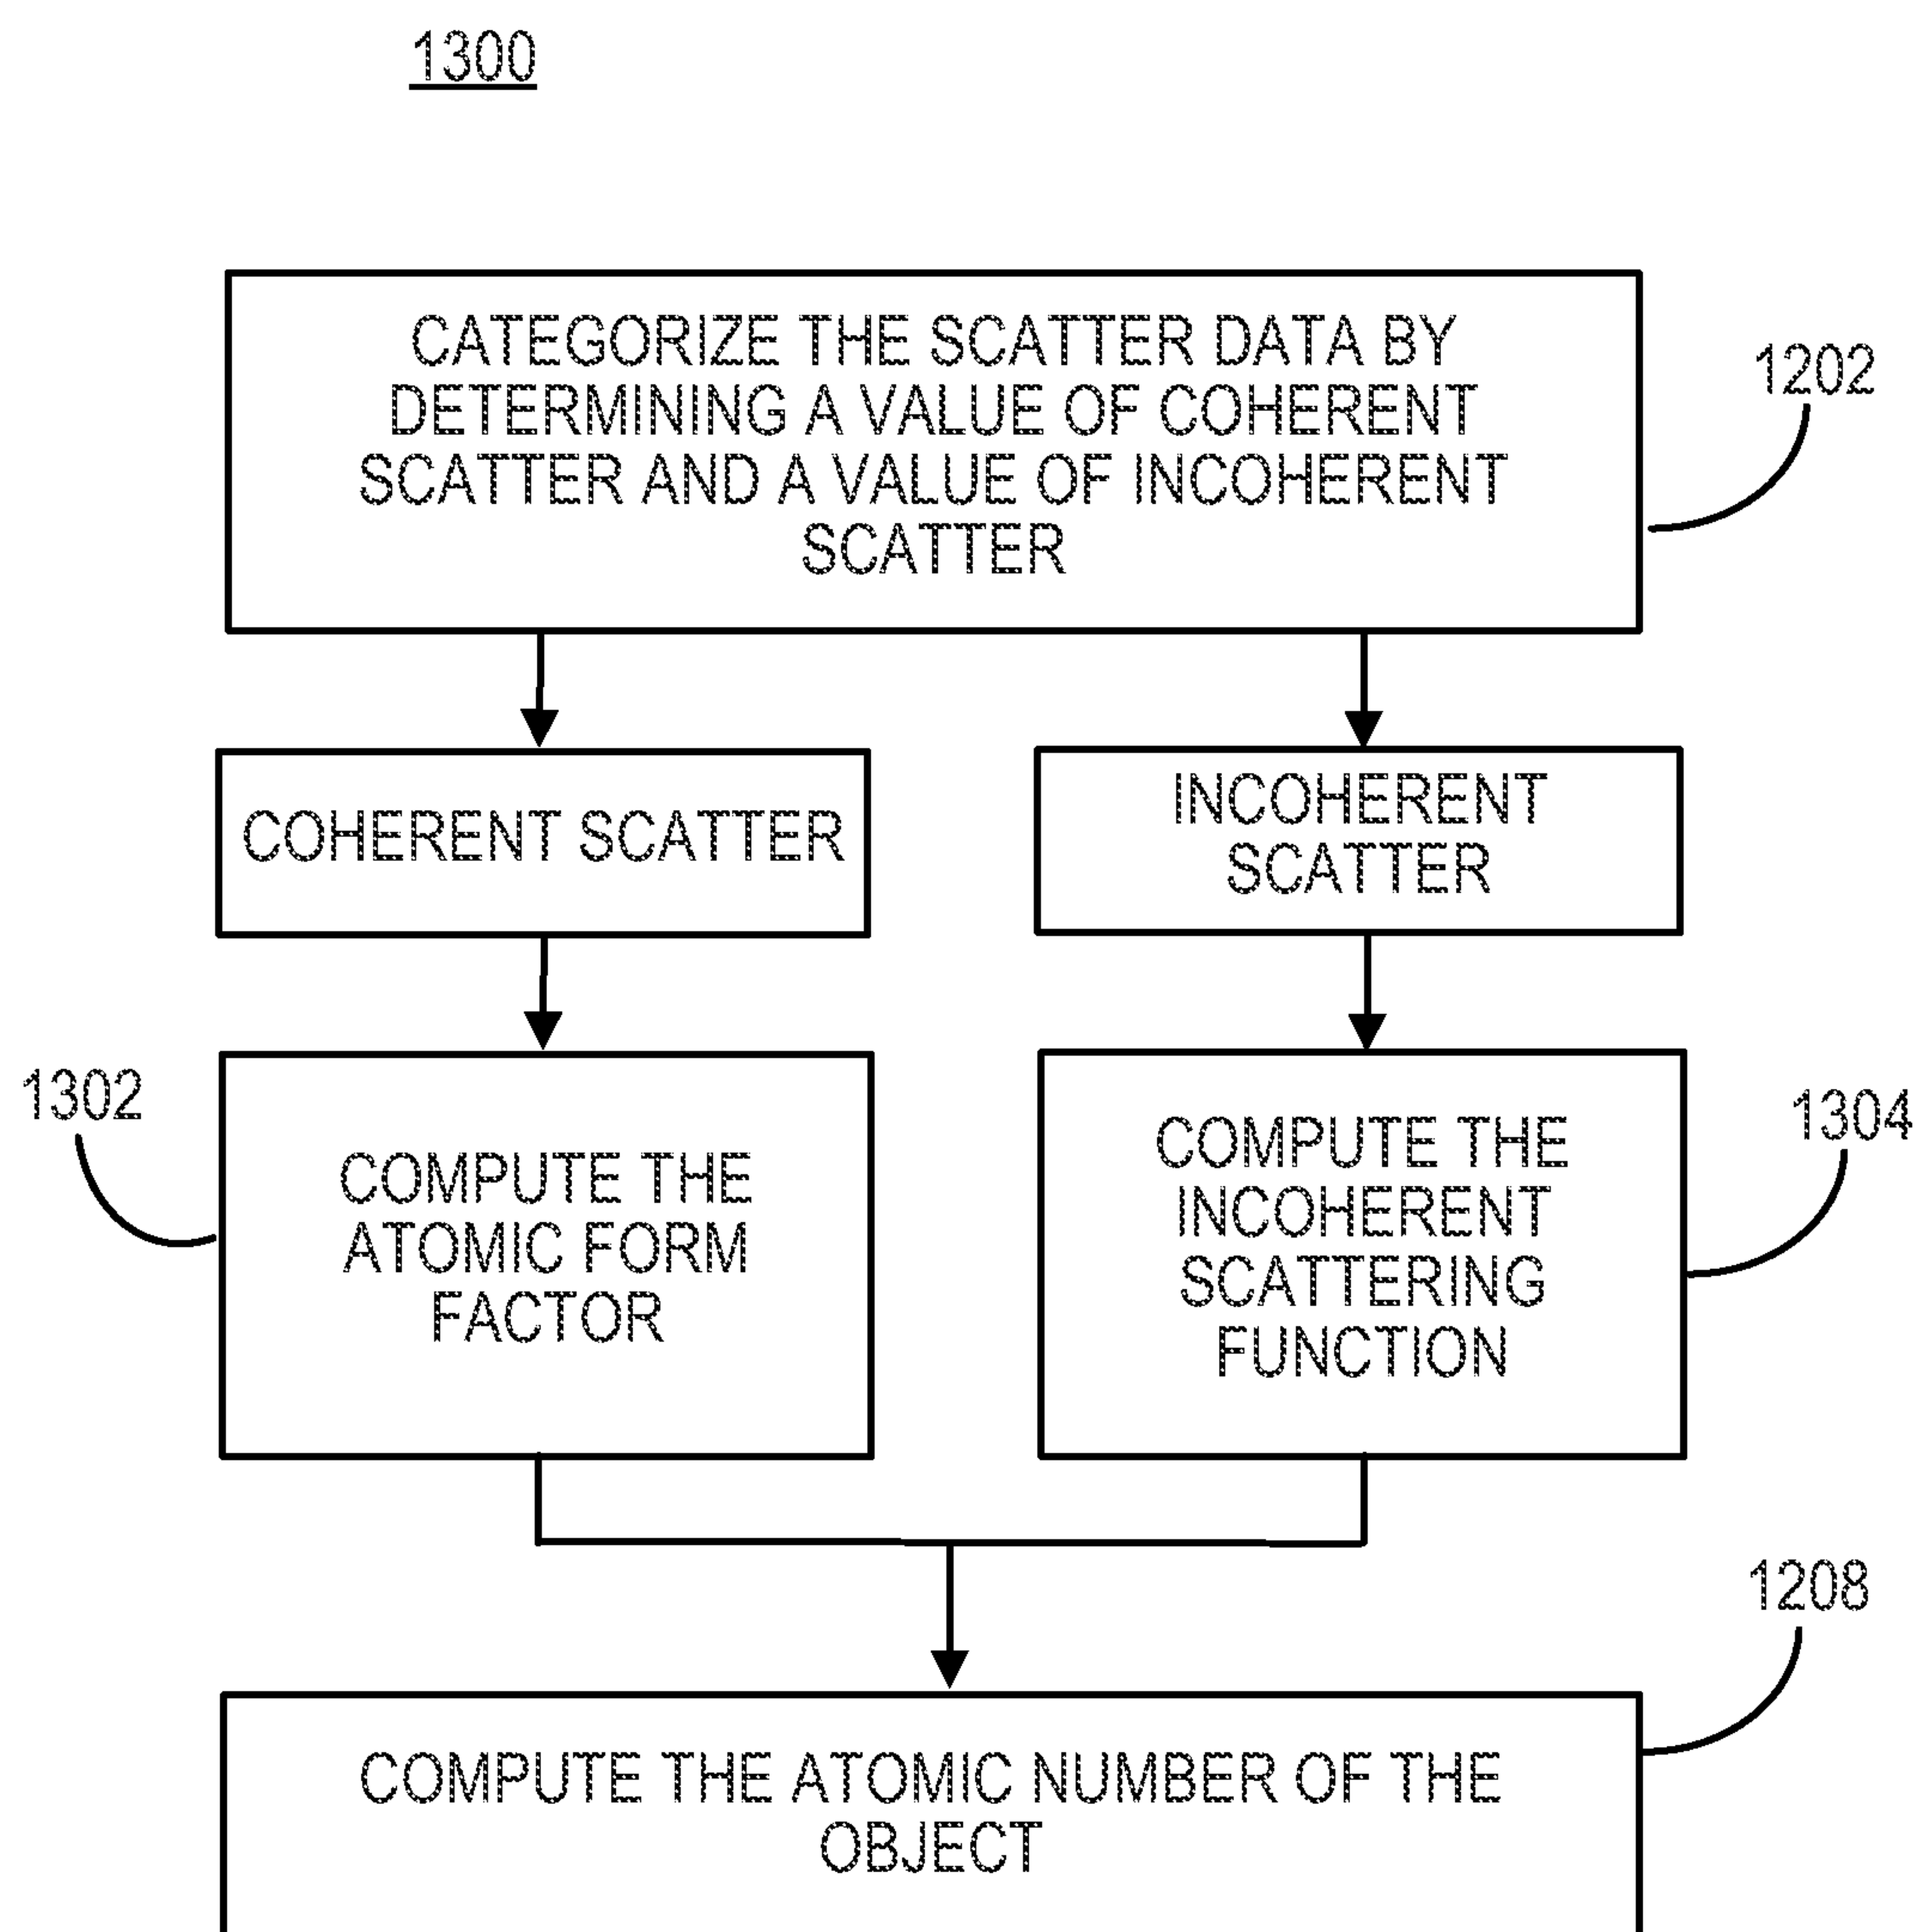 1300
CATEGORIZE THE SCATTER DATA BY
DETERMINING A VALUE OF COHERENT
SCATTER AND A VALUE OF INCOHERENT
SCATTER
1202
COHERENT SCATTER
INCOHERENT
SCATTER
1302
COMPUTE THE
ATOMIC FORM
FACTOR
COMPUTE THE
INCOHERENT
SCATTERING
FUNCTION
1304
1208
COMPUTE THE ATOMIC NUMBER OF THE
OBJECT